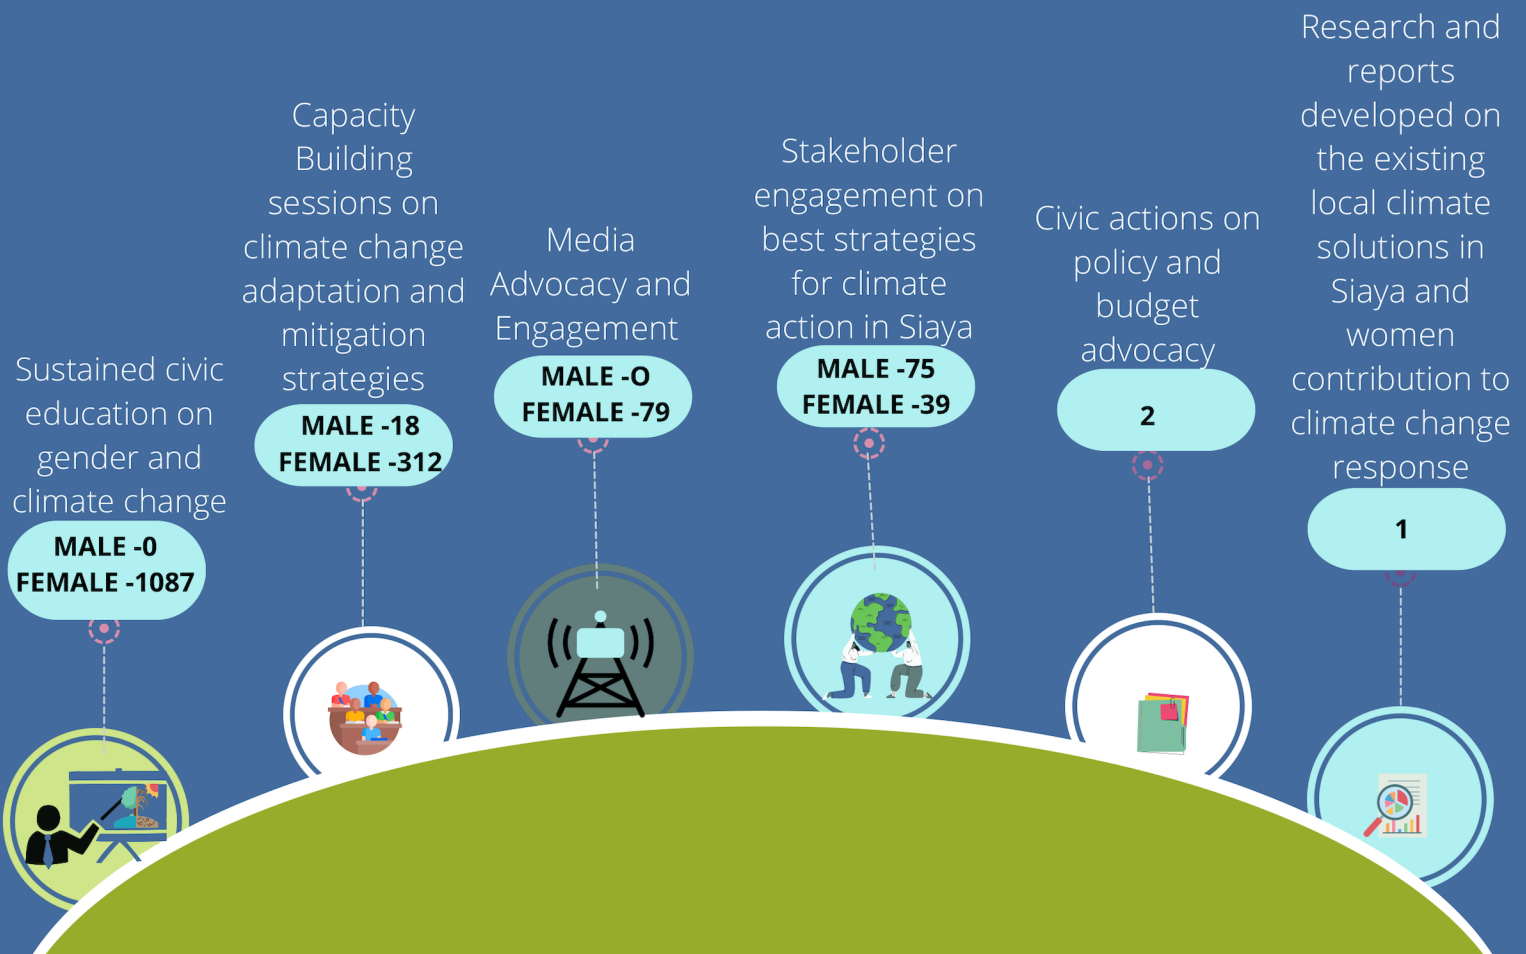 Sustained civic
education on
gender and
climate change
MALE -0
FEMALE -1087
Capacity
Building
sessions on
climate change
adaptation and
mitigation
strategies
MALE -18
FEMALE -312
Media
Advocacy and
Engagement
MALE -O
FEMALE -79
Stakeholder
engagement on
best strategies
for climate
action in Siaya
MALE -75
FEMALE -39
Civic actions on
policy and
budget
advocacy
2
Research and
reports
developed on
the existing
local climate
solutions in
Siaya and
women
contribution to
climate change
response
1